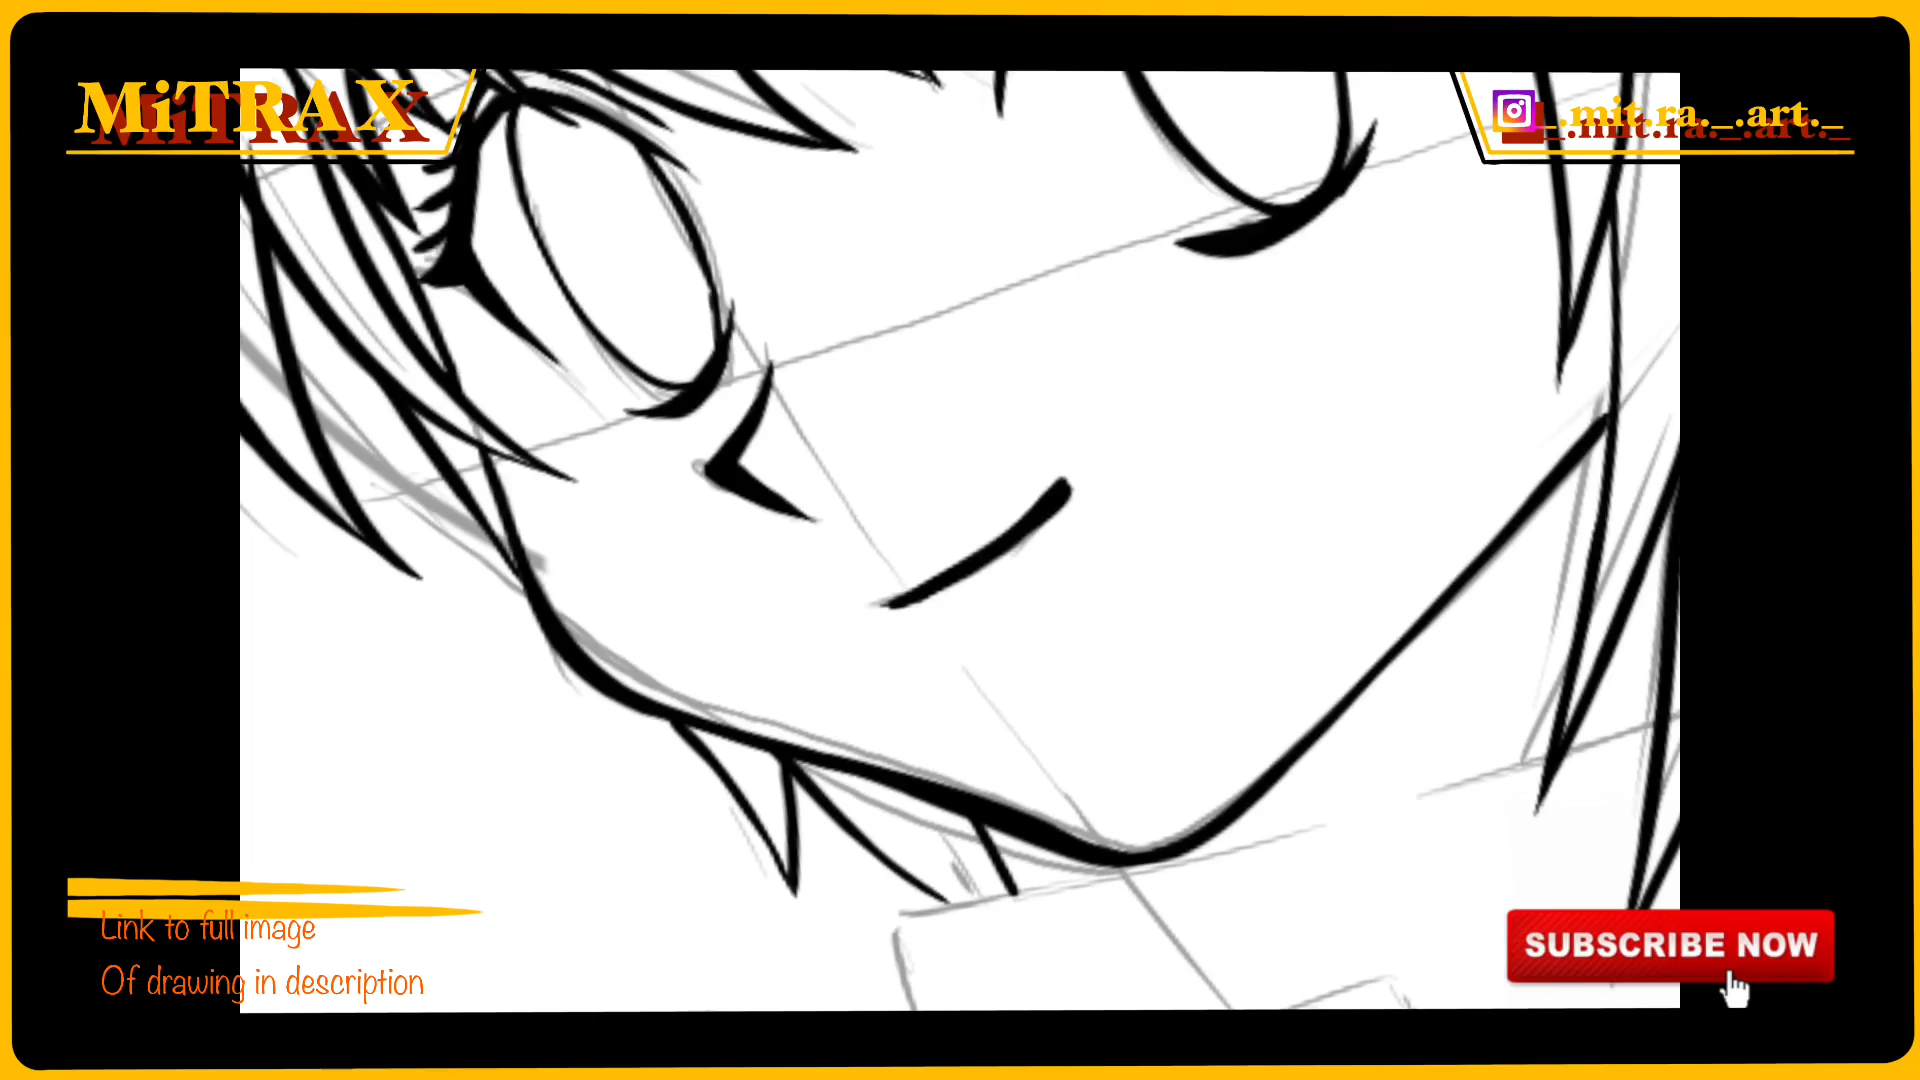 MiTRAX
_.mit.ra._.art._
Link to full image
Of drawing in description
SUBSCRIBE NOW